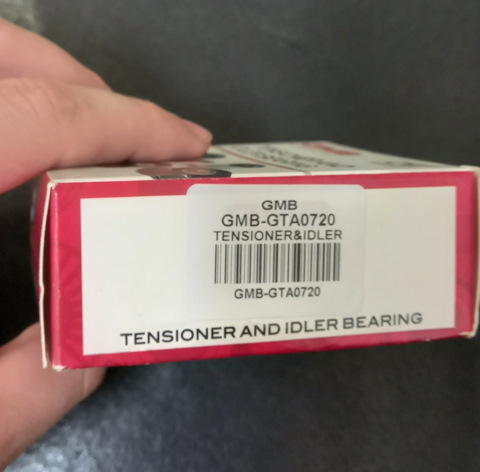 GMB
GMB-GTA0720
TENSIONER&IDLER
GMB-GTA0720
TENSIONER AND IDLER BEARING